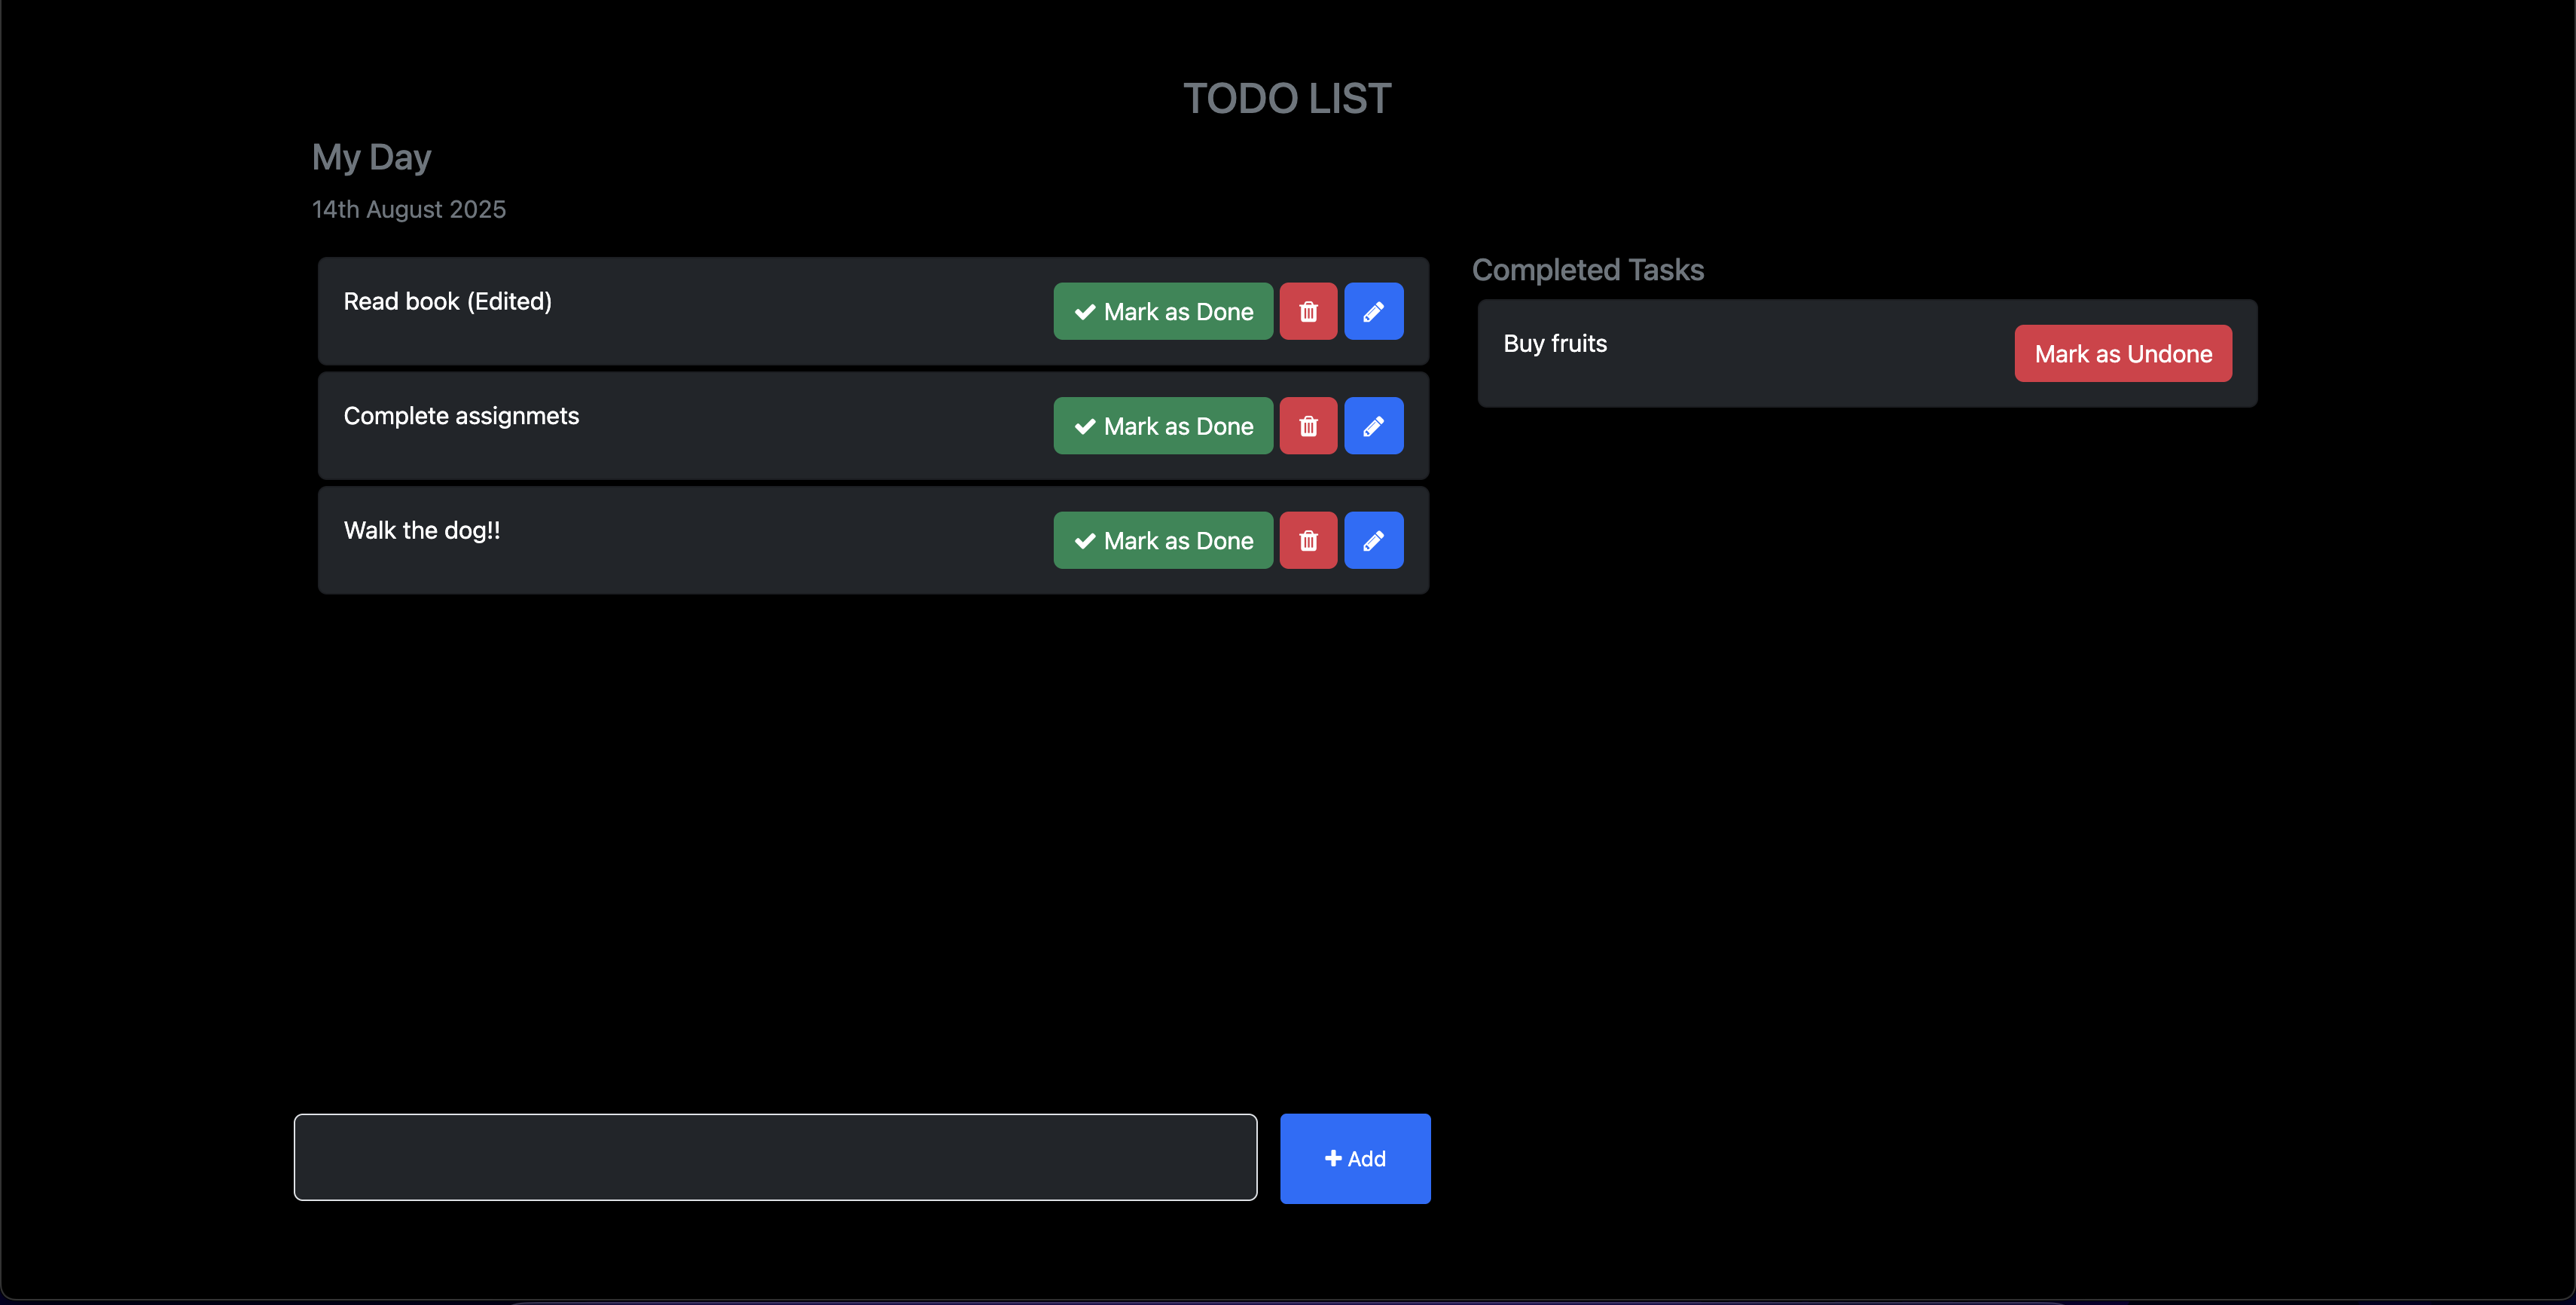 TODO LIST
My Day
14th August 2025
Read book (Edited)
Mark as Done
Complete assignmets
Mark as Done
Walk the dog!!
Mark as Done
Completed Tasks
Buy fruits
Mark as Undone
Add